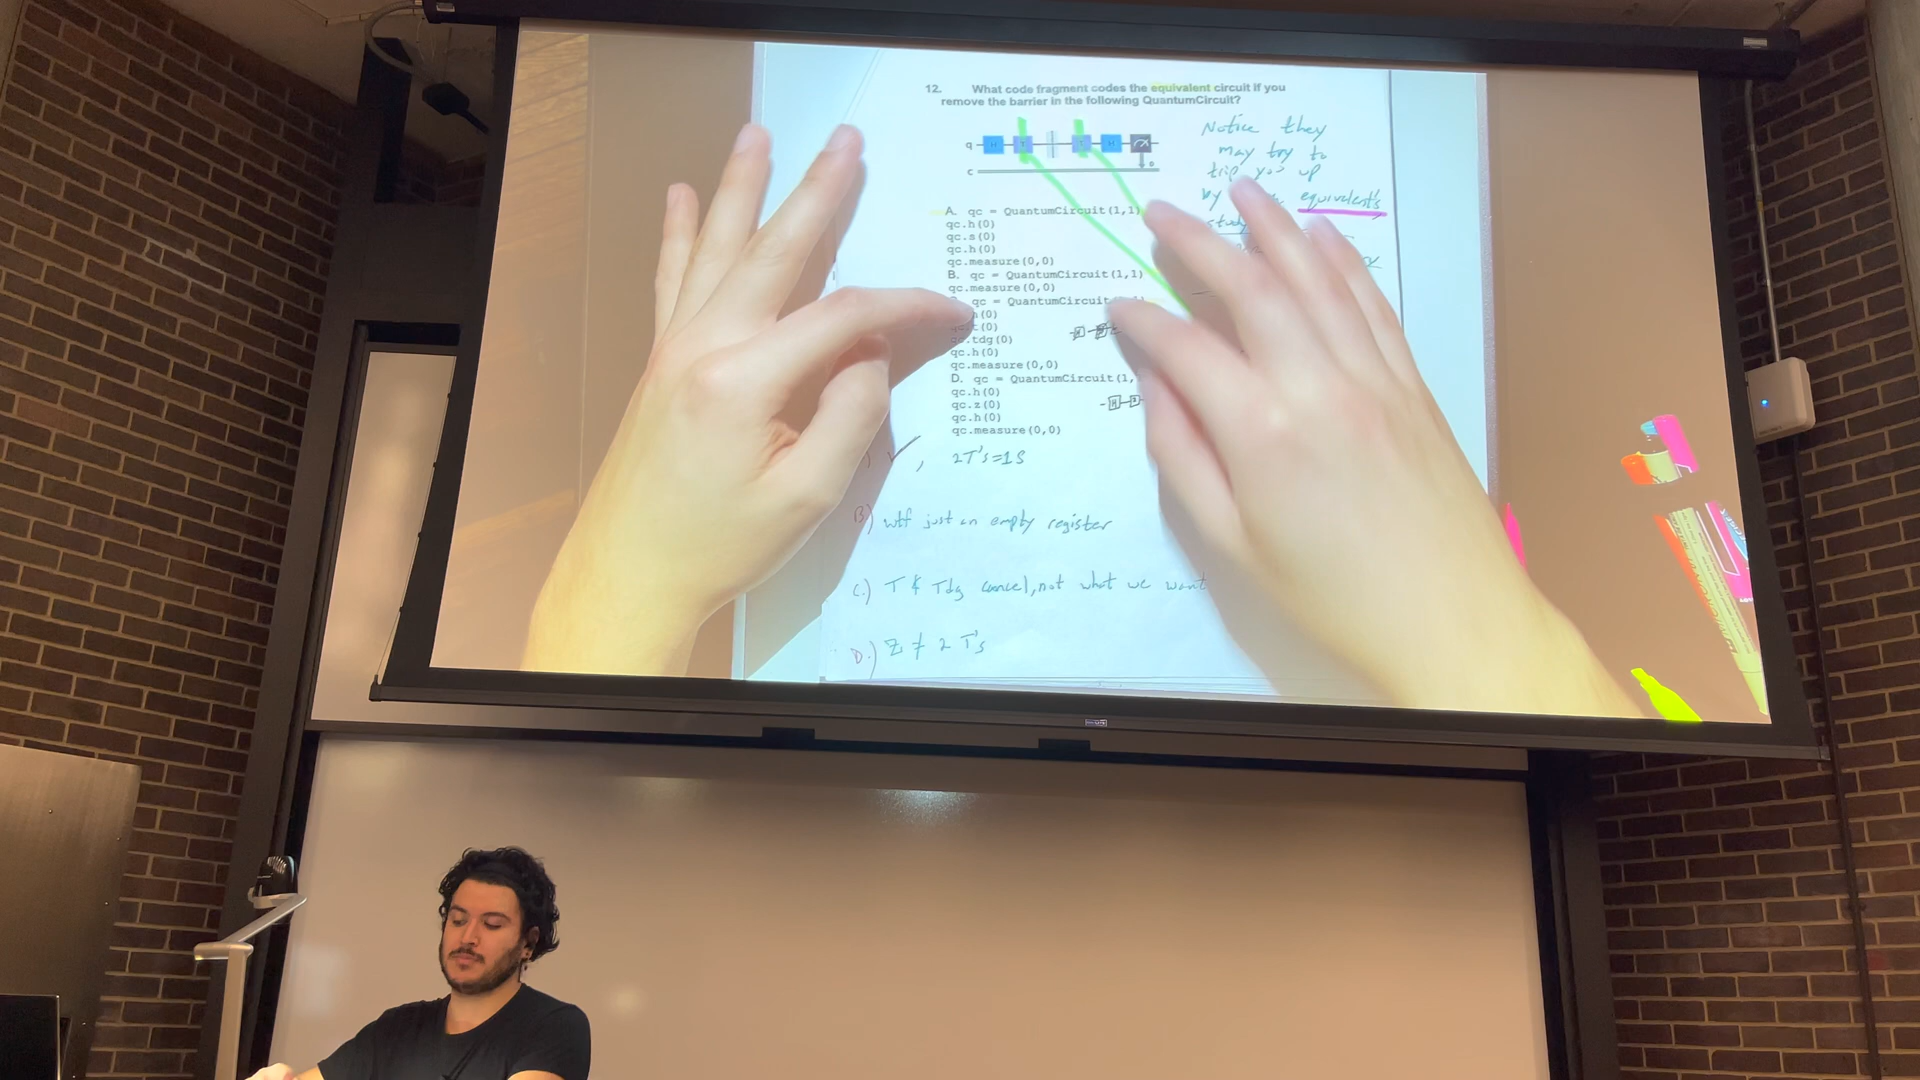 12. What code fragment codes the equivalent circuit if you
remove the barrier in the following QuantumCircuit?
q H T T H
0
c
Notice they
may try to
trip you up
by equivalents
study
A. qc = QuantumCircuit(1,1)
qc.h(0)
qc.s(0)
qc.h(0)
qc.measure(0,0)
B. qc = QuantumCircuit(1,1)
qc.measure(0,0)
qc = QuantumCircuit
h(0)
t(0)
qc.tdg(0)
qc.h(0)
qc.measure(0,0)
D. qc = QuantumCircuit(1,
qc.h(0)
qc.z(0)
qc.h(0)
qc.measure(0,0)
2T's=1S
B.) wtf just an empty register
C.) T & Tdg cancel, not what we want
D.) Z ≠ 2 T's